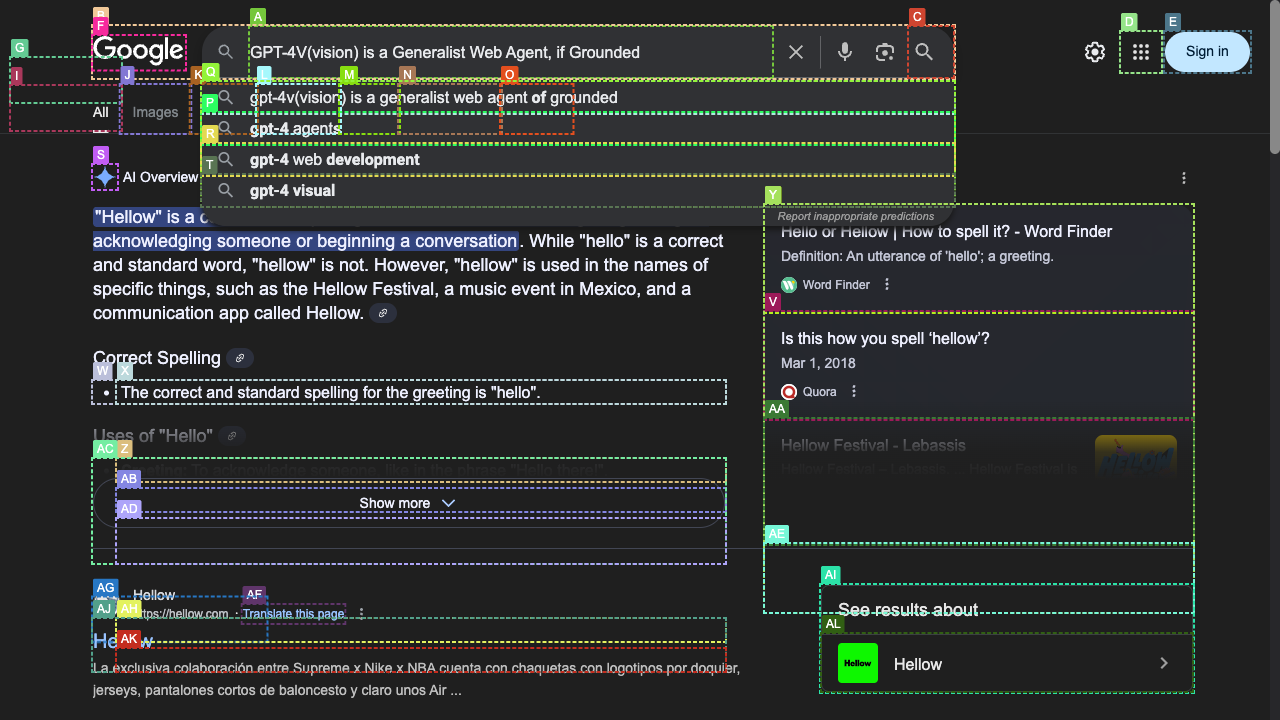 B
A
C
D
E
F
Google
GPT-4V(vision) is a Generalist Web Agent, if Grounded
Sign in
G
I
J
K
Q
L
M
N
O
P
gpt-4v(vision) is a generalist web agent of grounded
All
Images
R
gpt-4 agents
S
T
gpt-4 web development
AI Overview
gpt-4 visual
Y
Report inappropriate predictions
"Hellow" is a
acknowledging someone or beginning a conversation. While "hello" is a correct
and standard word, "hellow" is not. However, "hellow" is used in the names of
specific things, such as the Hellow Festival, a music event in Mexico, and a
communication app called Hellow.
Hello or Hellow | How to spell it? - Word Finder
Definition: An utterance of 'hello'; a greeting.
Word Finder
V
Is this how you spell ‘hellow’?
Mar 1, 2018
Quora
Correct Spelling
W
X
• The correct and standard spelling for the greeting is "hello".
AA
Uses of "Hello"
AC
Z
• Greeting: To acknowledge someone, like in the phrase "Hello there!"
AB
AD
Show more
Hellow Festival - Lebassis
Hellow Festival - Lebassis ... Hellow Festival is
HELLOW
AE
AG
Hellow
AF
AJ
AH
https://hellow.com · Translate this page
AK
Hellow
La exclusiva colaboración entre Supreme x Nike x NBA cuenta con chaquetas con logotipos por doquier,
jerseys, pantalones cortos de baloncesto y claro unos Air ...
AI
See results about
AL
Hellow
Hellow